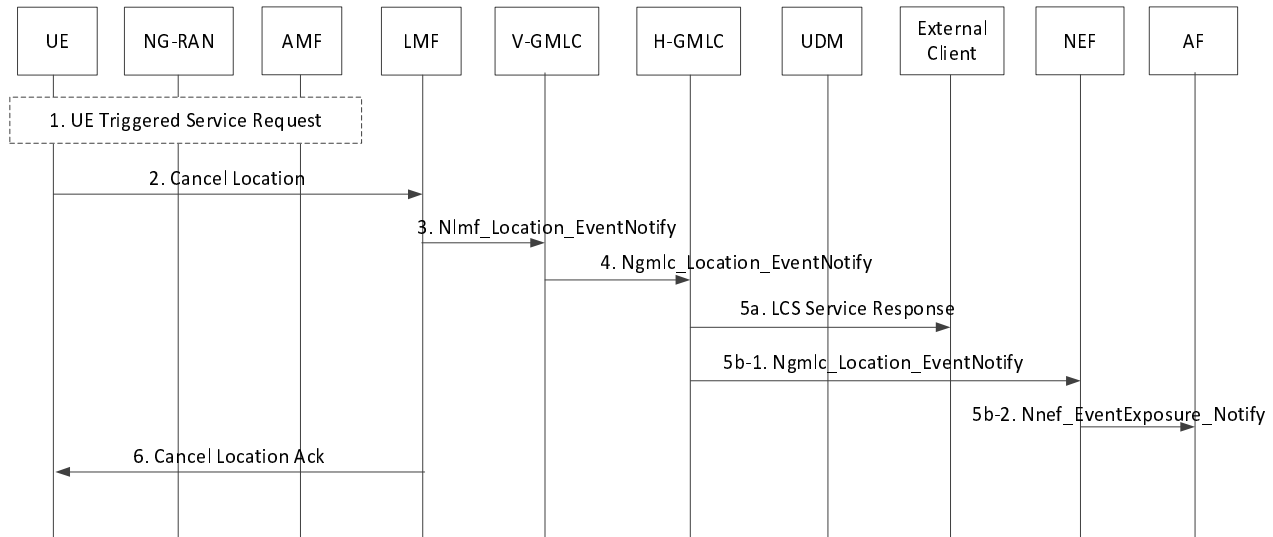 UE
NG-RAN
AMF
LMF
V-GMLC
H-GMLC
UDM
External
Client
NEF
AF
1. UE Triggered Service Request
2. Cancel Location
3. Nlmf_Location_EventNotify
4. Ngmlc_Location_EventNotify
5a. LCS Service Response
5b-1. Ngmlc_Location_EventNotify
5b-2. Nnef_EventExposure_Notify
6. Cancel Location Ack